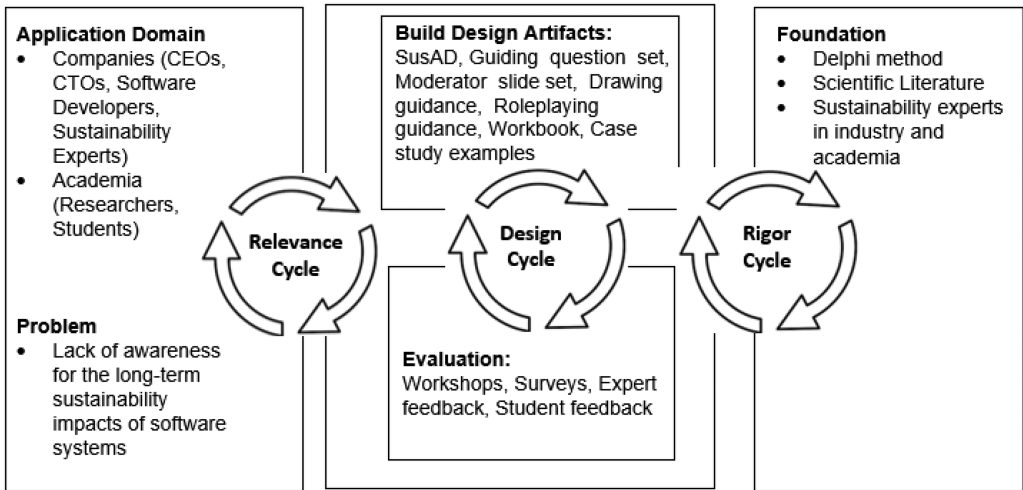 Application Domain
• Companies (CEOs,
CTOs, Software
Developers,
Sustainability
Experts)
• Academia
(Researchers,
Students)
Problem
• Lack of awareness
for the long-term
sustainability
impacts of software
systems
Relevance
Cycle
Build Design Artifacts:
SusAD, Guiding question set,
Moderator slide set, Drawing
guidance, Roleplaying
guidance, Workbook, Case
study examples
Design
Cycle
Evaluation:
Workshops, Surveys, Expert
feedback, Student feedback
Rigor
Cycle
Foundation
• Delphi method
• Scientific Literature
• Sustainability experts
in industry and
academia